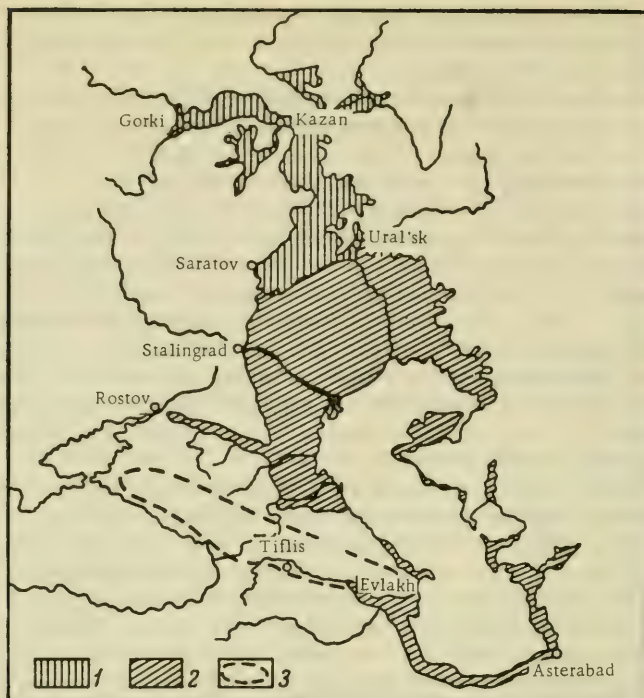 Gorki
Kazan
Ural'sk
Saratov
Stalingrad
Rostov
Tiflis
Evlakh
1 2 3
Asterabad